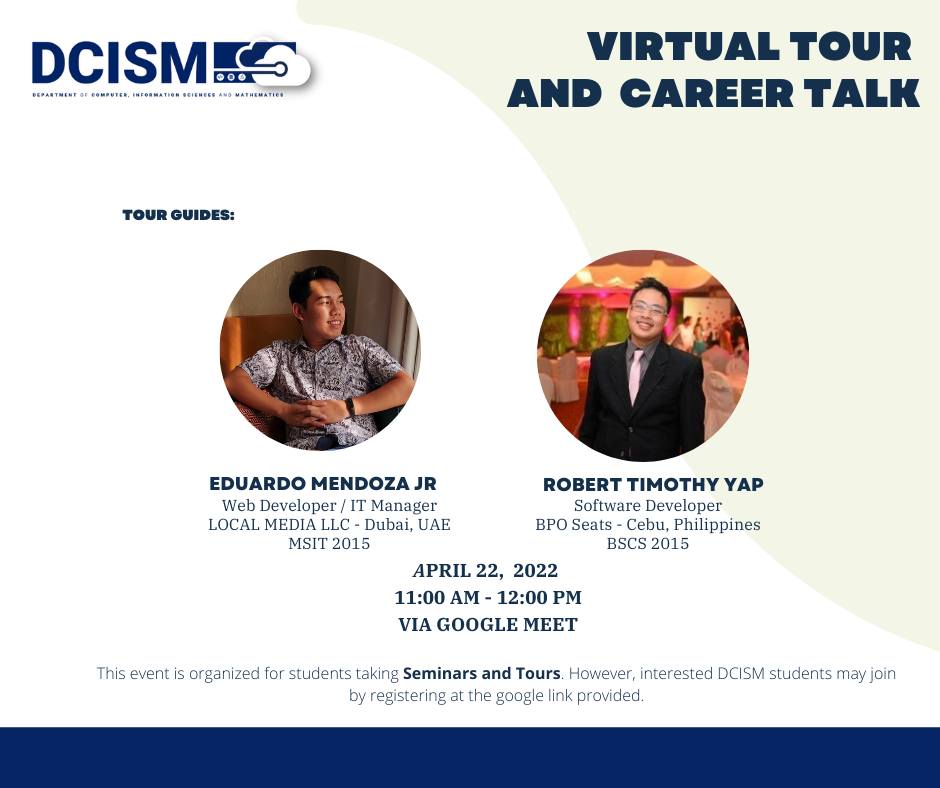 DCISM
DEPARTMENT OF COMPUTER, INFORMATION SCIENCES AND MATHEMATICS
VIRTUAL TOUR
AND CAREER TALK
TOUR GUIDES:
EDUARDO MENDOZA JR
Web Developer / IT Manager
LOCAL MEDIA LLC - Dubai, UAE
MSIT 2015
ROBERT TIMOTHY YAP
Software Developer
BPO Seats - Cebu, Philippines
BSCS 2015
APRIL 22, 2022
11:00 AM - 12:00 PM
VIA GOOGLE MEET
This event is organized for students taking Seminars and Tours. However, interested DCISM students may join
by registering at the google link provided.